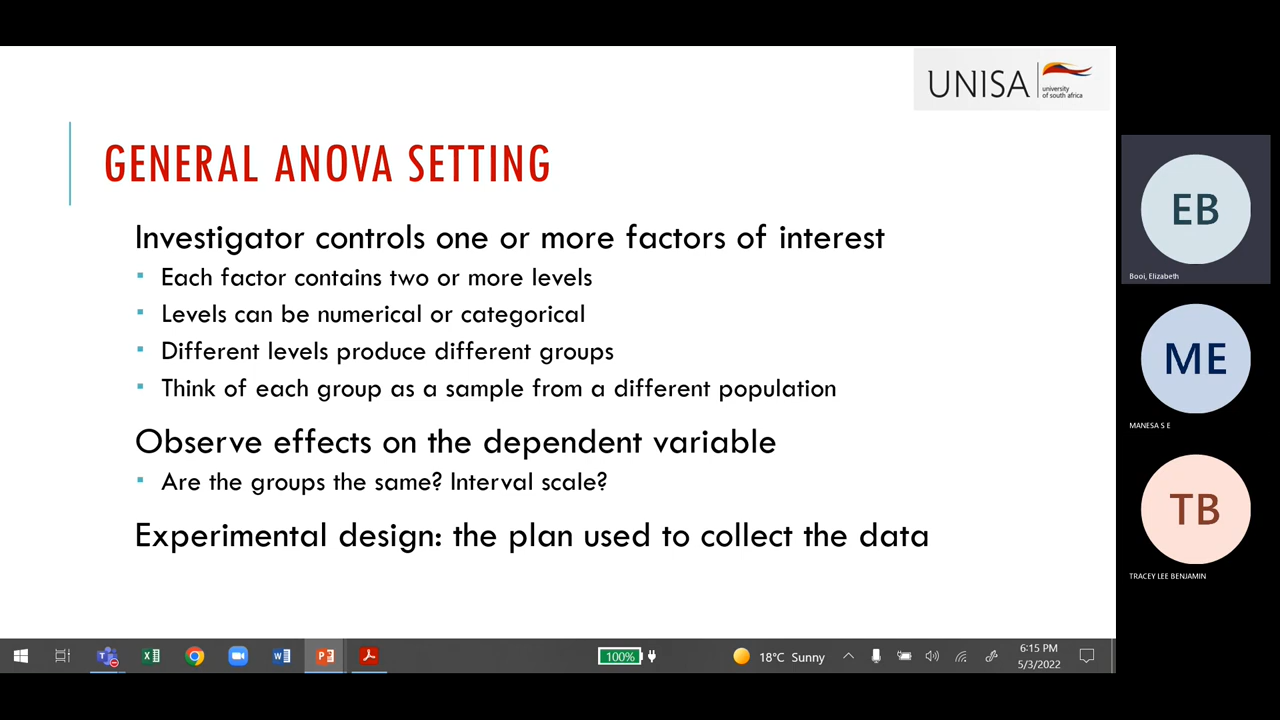 UNISA
university
of south africa
GENERAL ANOVA SETTING
Investigator controls one or more factors of interest
Each factor contains two or more levels
Levels can be numerical or categorical
Different levels produce different groups
Think of each group as a sample from a different population
Observe effects on the dependent variable
Are the groups the same? Interval scale?
Experimental design: the plan used to collect the data
EB
Booi, Elizabeth
ME
MANESA S E
TB
TRACEY LEE BENJAMIN
100%
18°C Sunny
6:15 PM
5/3/2022